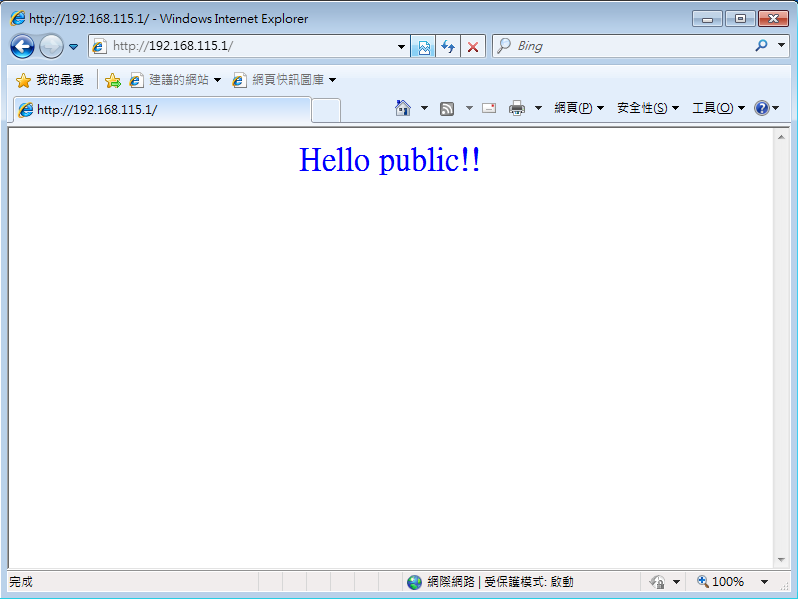 http://192.168.115.1/ - Windows Internet Explorer
http://192.168.115.1/
Bing
我的最愛
建議的網站
網頁快訊圖庫
http://192.168.115.1/
網頁(P)
安全性(S)
工具(O)
Hello public!!
完成
網際網路 | 受保護模式: 啟動
100%